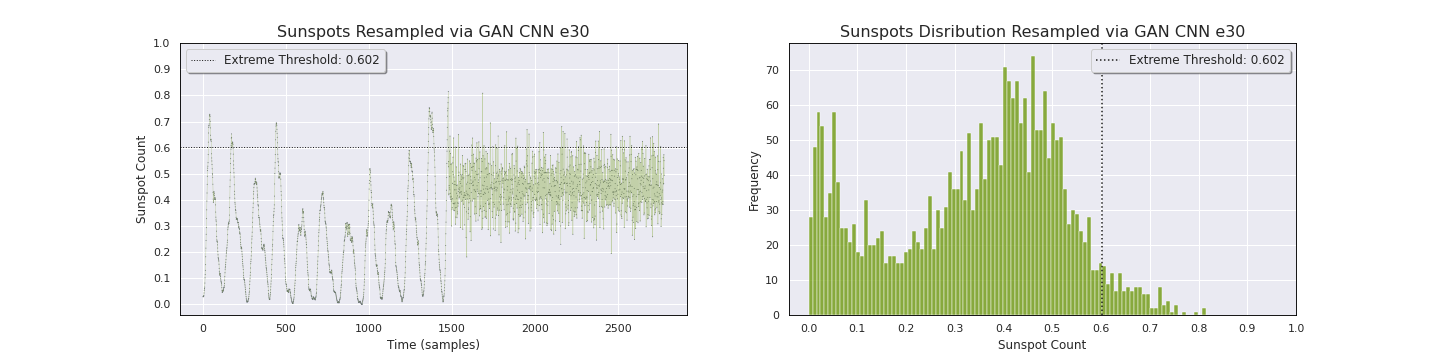 Sunspots Resampled via GAN CNN e30
Extreme Threshold: 0.602
Sunspot Count
1.0
0.9
0.8
0.7
0.6
0.5
0.4
0.3
0.2
0.1
0.0
0 500 1000 1500 2000 2500
Time (samples)
Sunspots Disribution Resampled via GAN CNN e30
Extreme Threshold: 0.602
Frequency
70
60
50
40
30
20
10
0
0.0 0.1 0.2 0.3 0.4 0.5 0.6 0.7 0.8 0.9 1.0
Sunspot Count